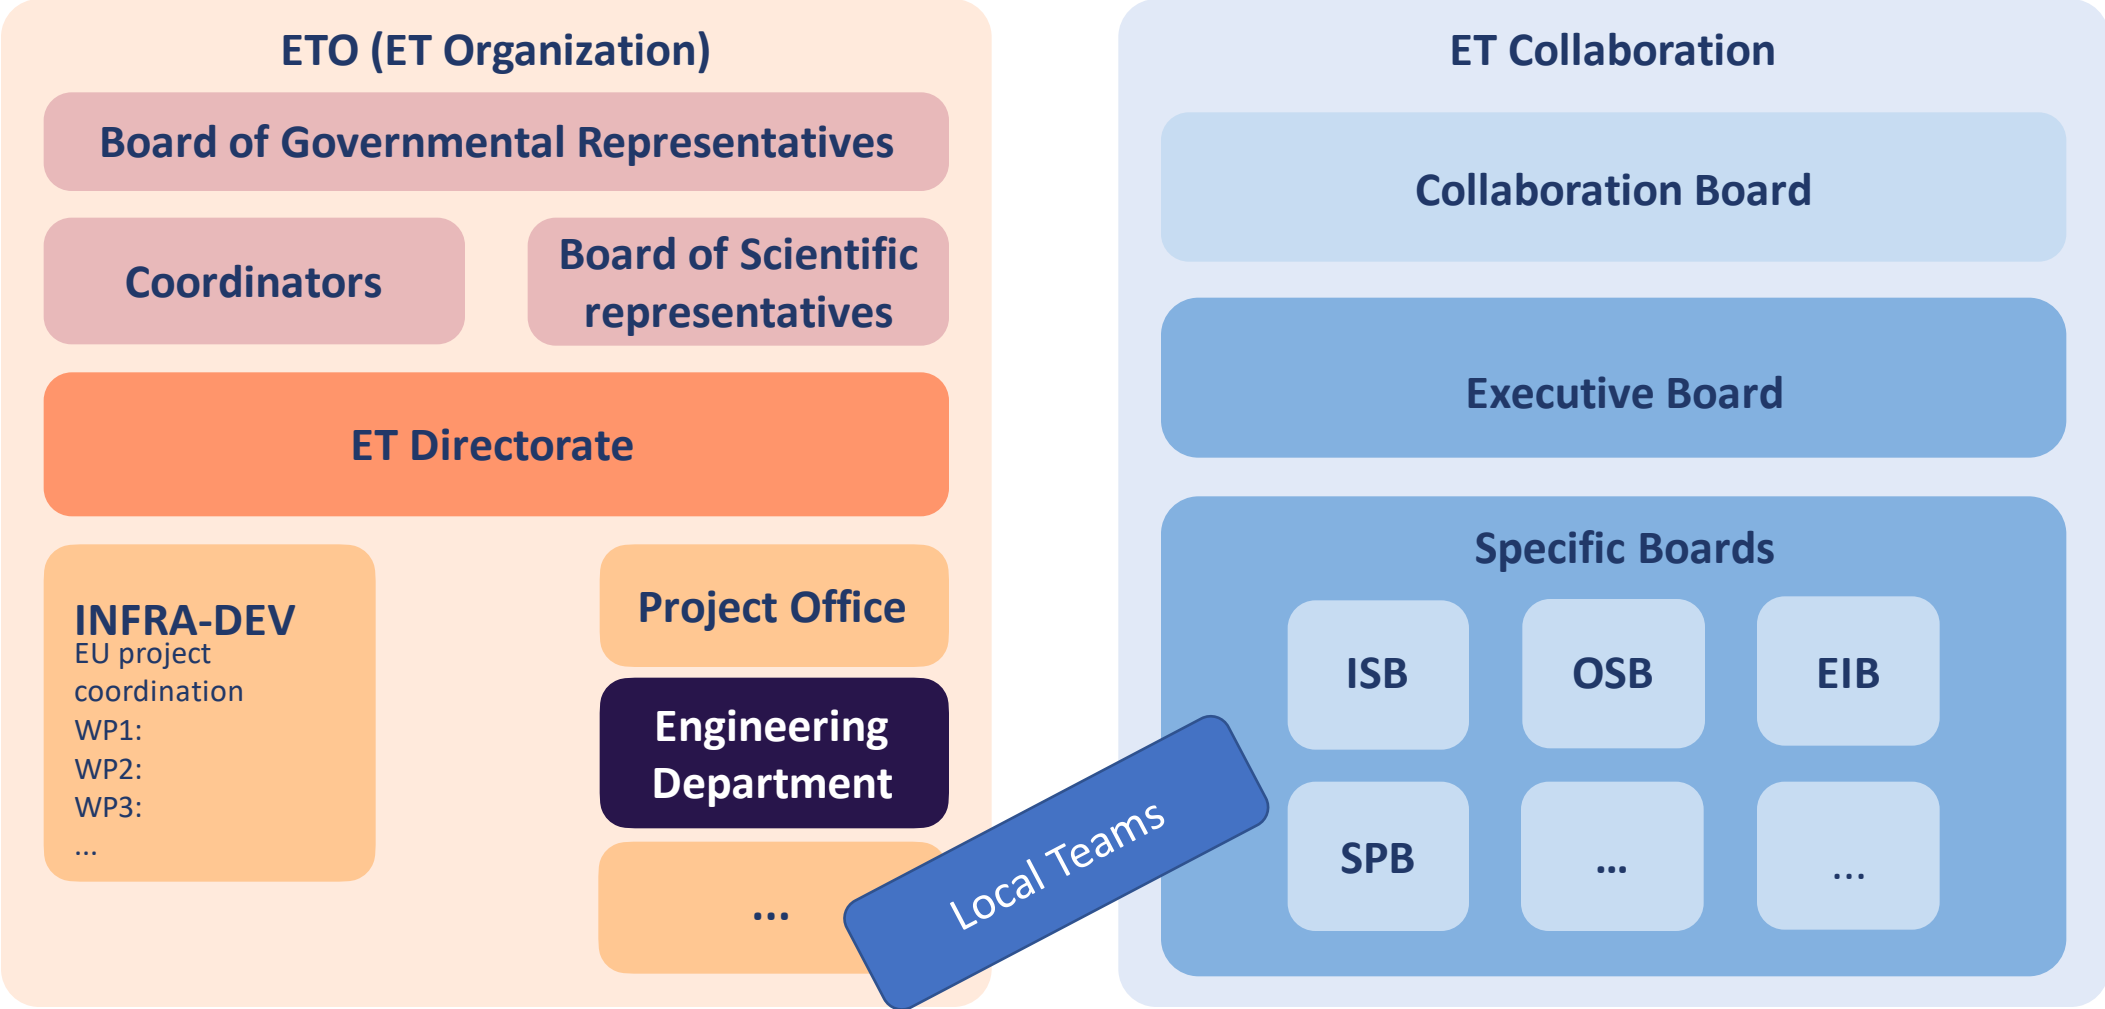 ETO (ET Organization)
Board of Governmental Representatives
Coordinators
Board of Scientific
representatives
ET Directorate
INFRA-DEV
EU project
coordination
WP1:
WP2:
WP3:
...
Project Office
Engineering
Department
...
Local Teams
ET Collaboration
Collaboration Board
Executive Board
Specific Boards
ISB
OSB
EIB
SPB
...
...